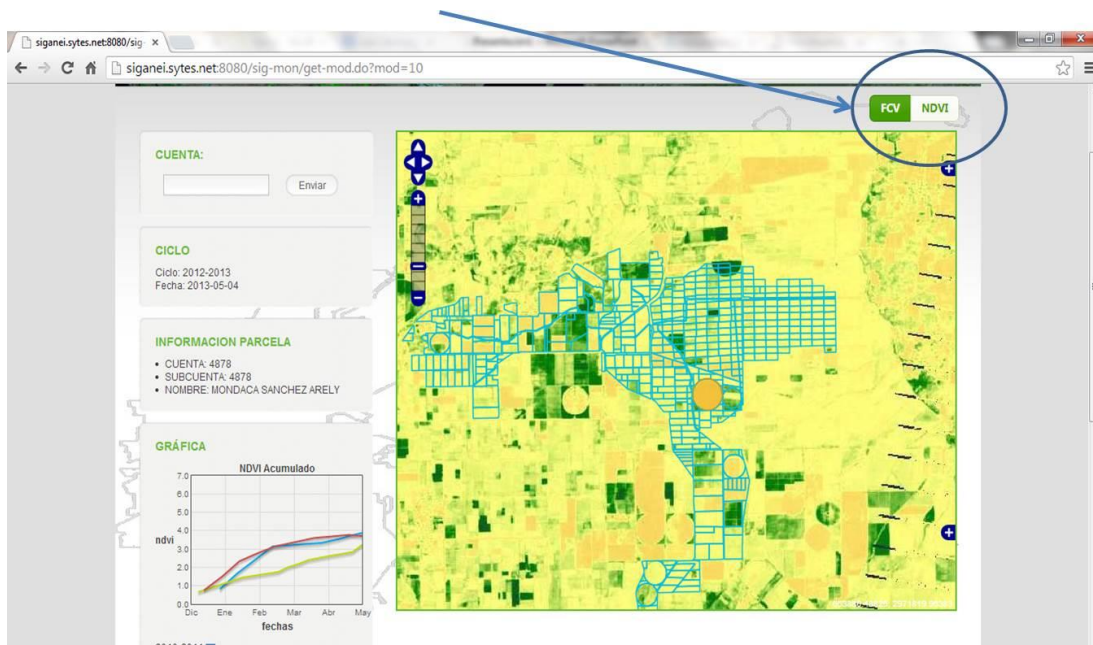 siganei.sytes.net:8080/sig-
siganei.sytes.net:8080/sig-mon/get-mod.do?mod=10
FCV NDVI
CUENTA:
Enviar
CICLO
Ciclo: 2012-2013
Fecha: 2013-05-04
INFORMACION PARCELA
• CUENTA: 4878
• SUBCUENTA: 4878
• NOMBRE: MONDACA SANCHEZ ARELY
GRÁFICA
NDVI Acumulado
7.0
6.0
5.0
4.0
ndvi
3.0
2.0
1.0
0.0
Dic Ene Feb Mar Abr May
fechas